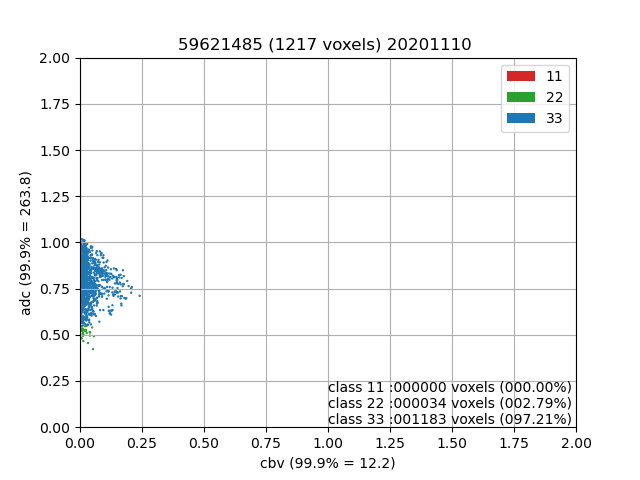 59621485 (1217 voxels) 20201110
2.00
1.75
1.50
1.25
1.00
0.75
0.50
0.25
0.00
adc (99.9% = 263.8)
11
22
33
class 11 :000000 voxels (000.00%)
class 22 :000034 voxels (002.79%)
class 33 :001183 voxels (097.21%)
0.00 0.25 0.50 0.75 1.00 1.25 1.50 1.75 2.00
cbv (99.9% = 12.2)